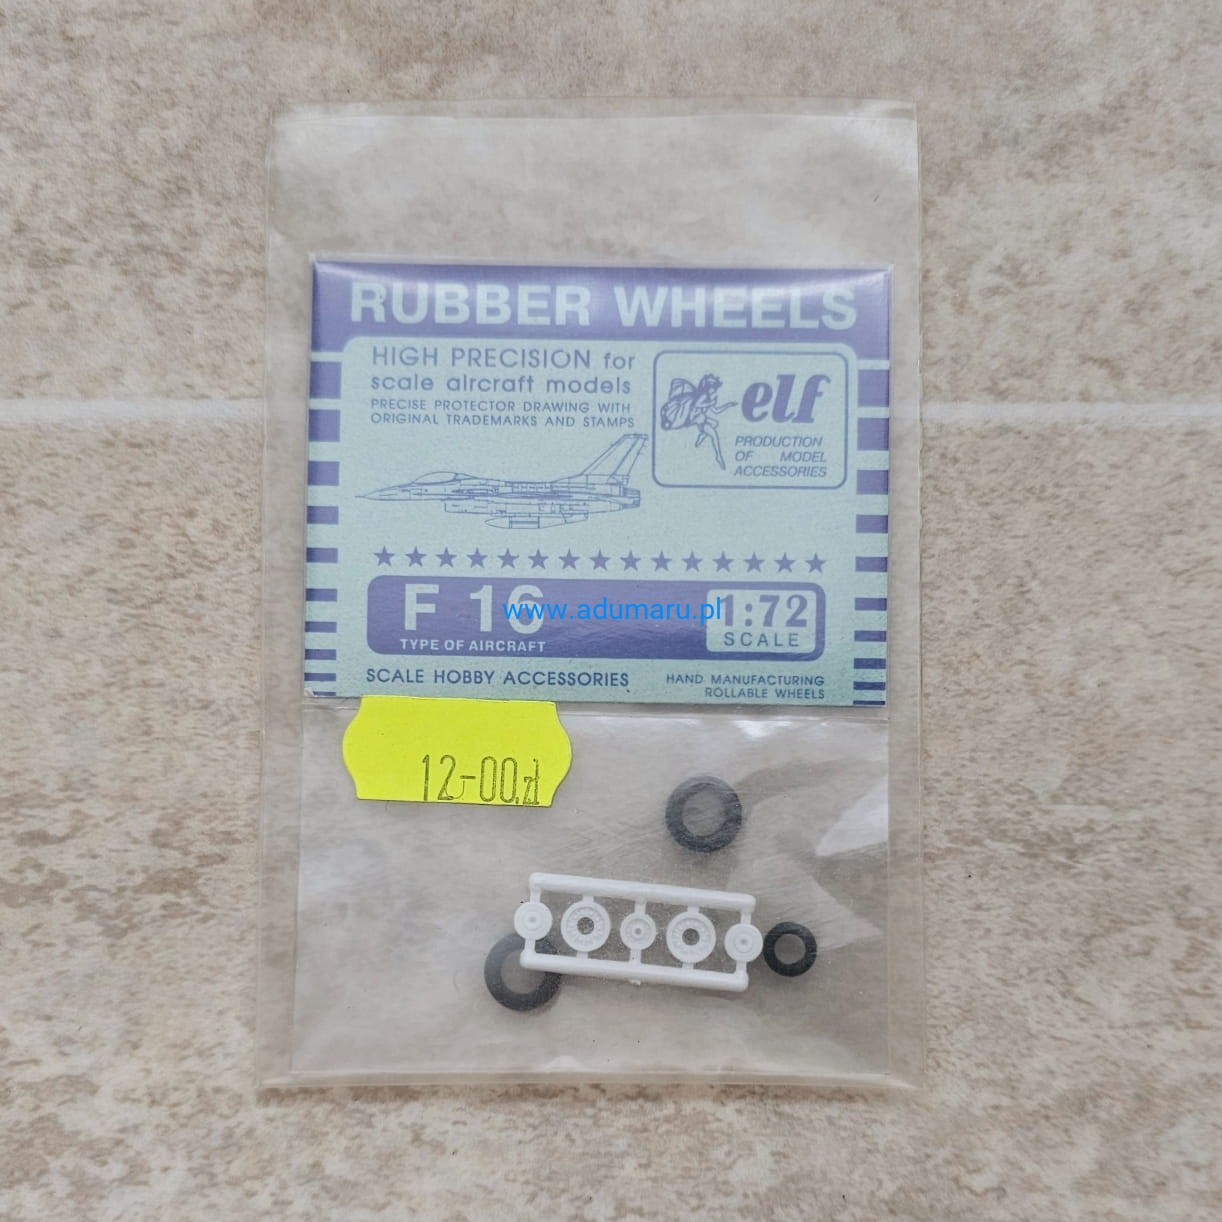 RUBBER WHEELS
HIGH PRECISION for
scale aircraft models
PRECISE PROTECTOR DRAWING WITH
ORIGINAL TRADEMARKS AND STAMPS
elf
PRODUCTION
OF MODEL
ACCESSORIES
F 16
TYPE OF AIRCRAFT
1:72
SCALE
www.adumaru.pl
SCALE HOBBY ACCESSORIES
HAND MANUFACTURING
ROLLABLE WHEELS
12-00zł